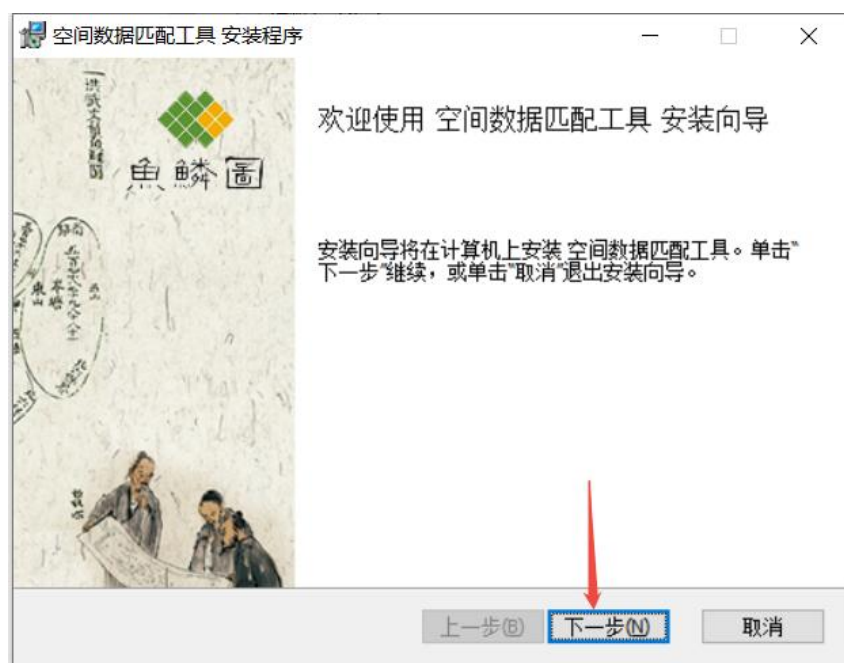 空间数据匹配工具 安装程序
魚鱗圖
欢迎使用 空间数据匹配工具 安装向导
安装向导将在计算机上安装 空间数据匹配工具。单击“
下一步”继续，或单击“取消”退出安装向导。
上一步(B)
下一步(N)
取消